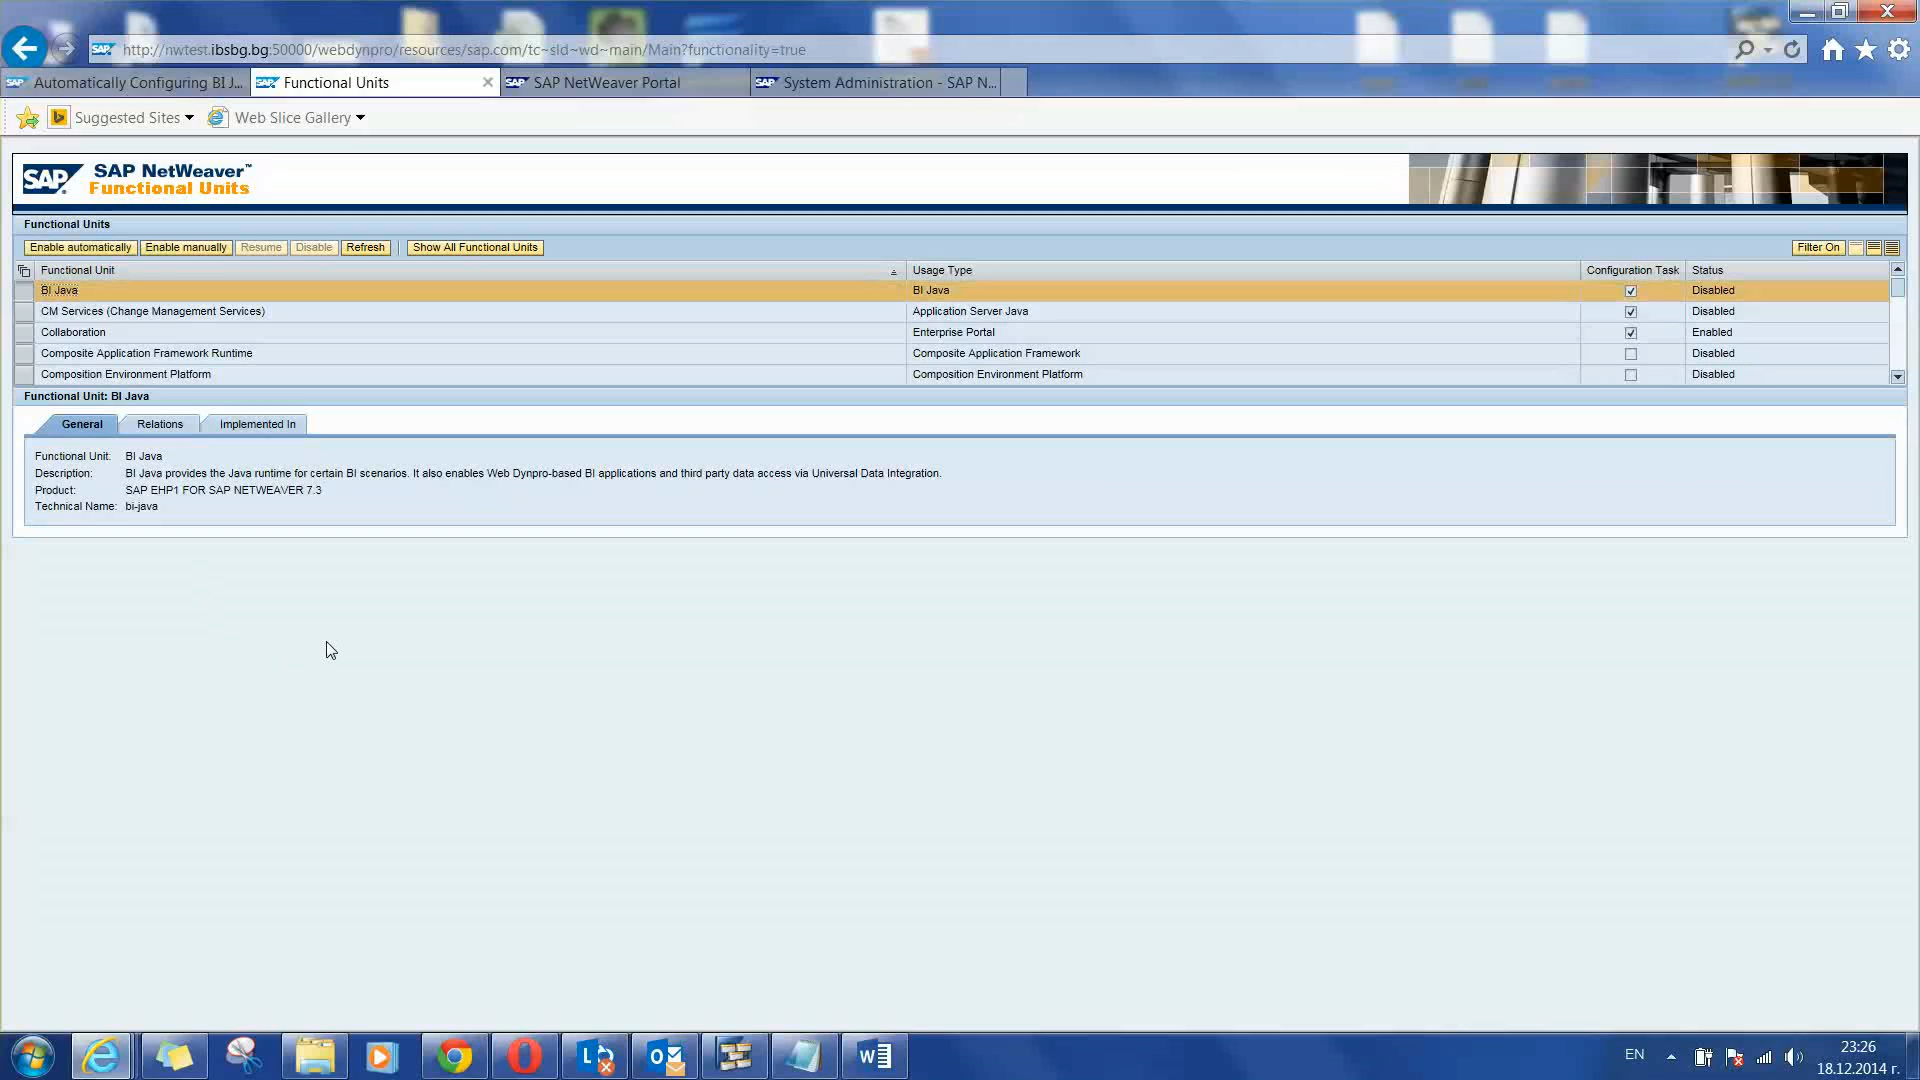 SAP http://nwtest.ibsbg.bg:50000/webdynpro/resources/sap.com/tc~sld~wd~main/Main?functionality=true
SAP Automatically Configuring BI J... SAP Functional Units SAP SAP NetWeaver Portal SAP System Administration - SAP N...
Suggested Sites Web Slice Gallery
SAP SAP NetWeaver™
Functional Units
Functional Units
Enable automatically Enable manually Resume Disable Refresh Show All Functional Units Filter On
Functional Unit Usage Type Configuration Task Status
BI Java BI Java Disabled
CM Services (Change Management Services) Application Server Java Disabled
Collaboration Enterprise Portal Enabled
Composite Application Framework Runtime Composite Application Framework Disabled
Composition Environment Platform Composition Environment Platform Disabled
Functional Unit: BI Java
General Relations Implemented In
Functional Unit: BI Java
Description: BI Java provides the Java runtime for certain BI scenarios. It also enables Web Dynpro-based BI applications and third party data access via Universal Data Integration.
Product: SAP EHP1 FOR SAP NETWEAVER 7.3
Technical Name: bi-java
EN 23:26
18.12.2014 г.